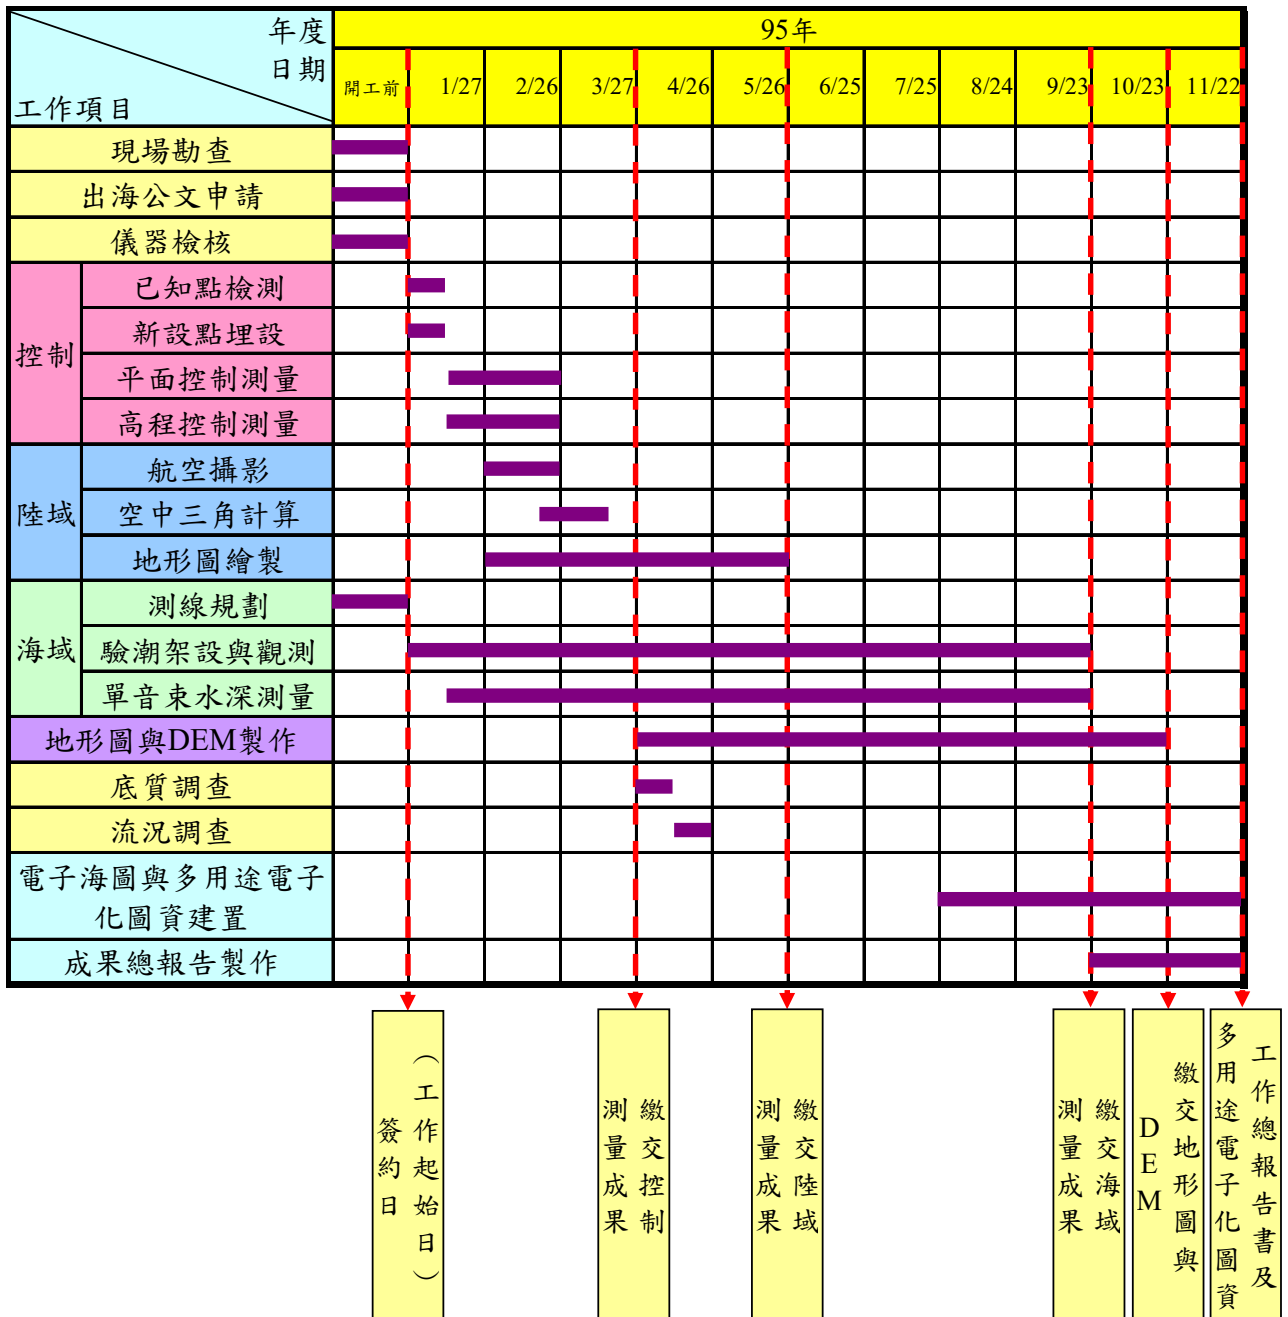 年度
日期
工作項目
95年
開工前 1/27 2/26 3/27 4/26 5/26 6/25 7/25 8/24 9/23 10/23 11/22
現場勘查
出海公文申請
儀器檢核
控制
已知點檢測
新設點埋設
平面控制測量
高程控制測量
陸域
航空攝影
空中三角計算
地形圖繪製
海域
測線規劃
驗潮架設與觀測
單音束水深測量
地形圖與DEM製作
底質調查
流況調查
電子海圖與多用途電子
化圖資建置
成果總報告製作
簽約日
（工作起始日）
繳交控制
測量成果
繳交陸域
測量成果
繳交海域
測量成果
繳交地形圖與
DEM
工作總報告書及
多用途電子化圖資